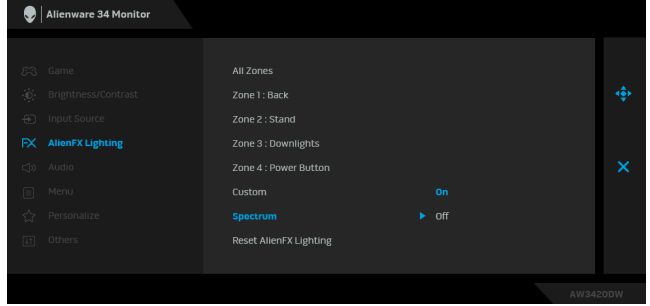 Alienware 34 Monitor
Game
Brightness/Contrast
Input Source
FX AlienFX Lighting
Audio
Menu
Personalize
Others
All Zones
Zone 1 : Back
Zone 2 : Stand
Zone 3 : Downlights
Zone 4 : Power Button
Custom On
Spectrum Off
Reset AlienFX Lighting
AW3420DW